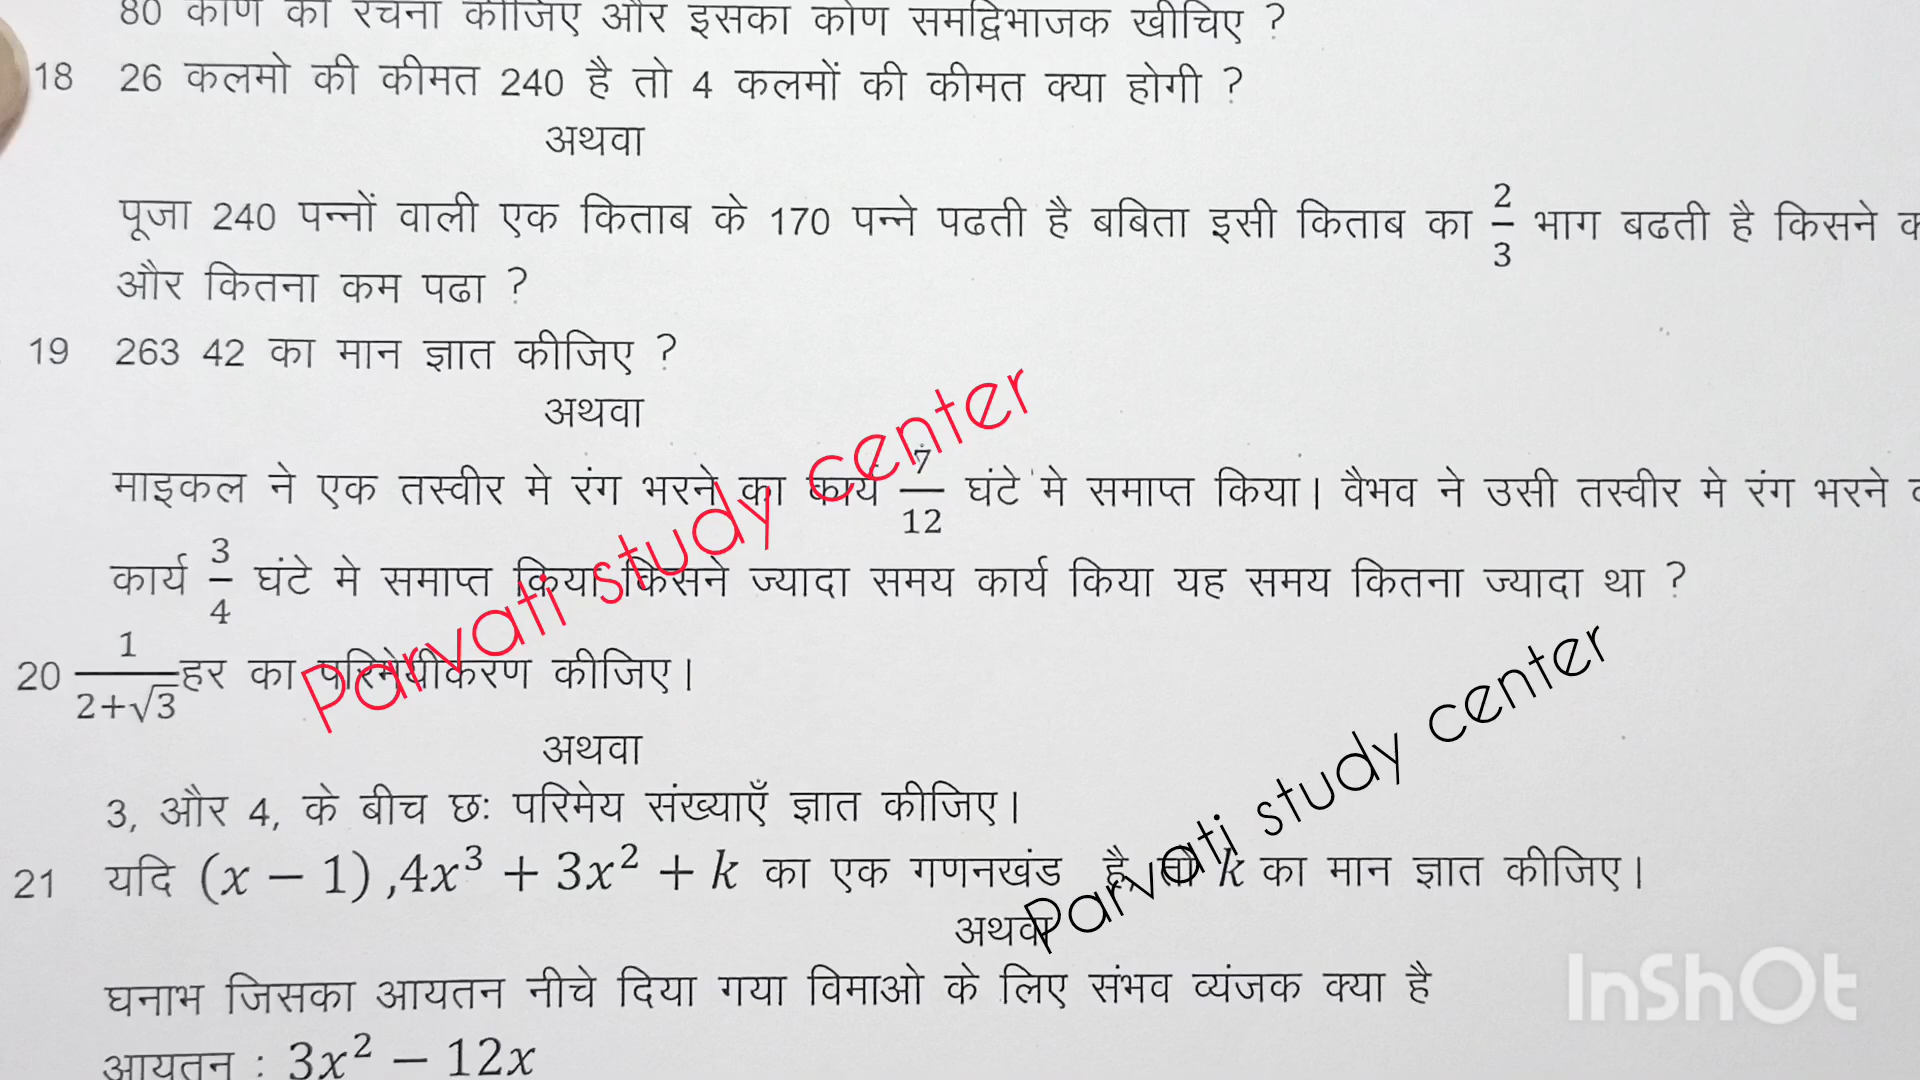 80 कोण की रचना कीजिए और इसका कोण समद्विभाजक खीचिए ?
18 26 कलमो की कीमत 240 है तो 4 कलमों की कीमत क्या होगी ?
अथवा
पूजा 240 पन्नों वाली एक किताब के 170 पन्ने पढती है बबिता इसी किताब का 2/3 भाग बढती है किसने
और कितना कम पढा ?
19 263 42 का मान ज्ञात कीजिए ?
अथवा
माइकल ने एक तस्वीर मे रंग भरने का कार्य 7/12 घंटे मे समाप्त किया। वैभव ने उसी तस्वीर मे रंग भरने
कार्य 3/4 घंटे मे समाप्त किया किसने ज्यादा समय कार्य किया यह समय कितना ज्यादा था ?
20 1/(2+√3) हर का परिमेयीकरण कीजिए।
अथवा
3, और 4, के बीच छः परिमेय संख्याएँ ज्ञात कीजिए।
21 यदि (x − 1) ,4x³ + 3x² + k का एक गणनखंड है, तो k का मान ज्ञात कीजिए।
अथवा
घनाभ जिसका आयतन नीचे दिया गया विमाओ के लिए संभव व्यंजक क्या है
आयतन : 3x² − 12x
Parvati study center
Parvati study center
InShOt